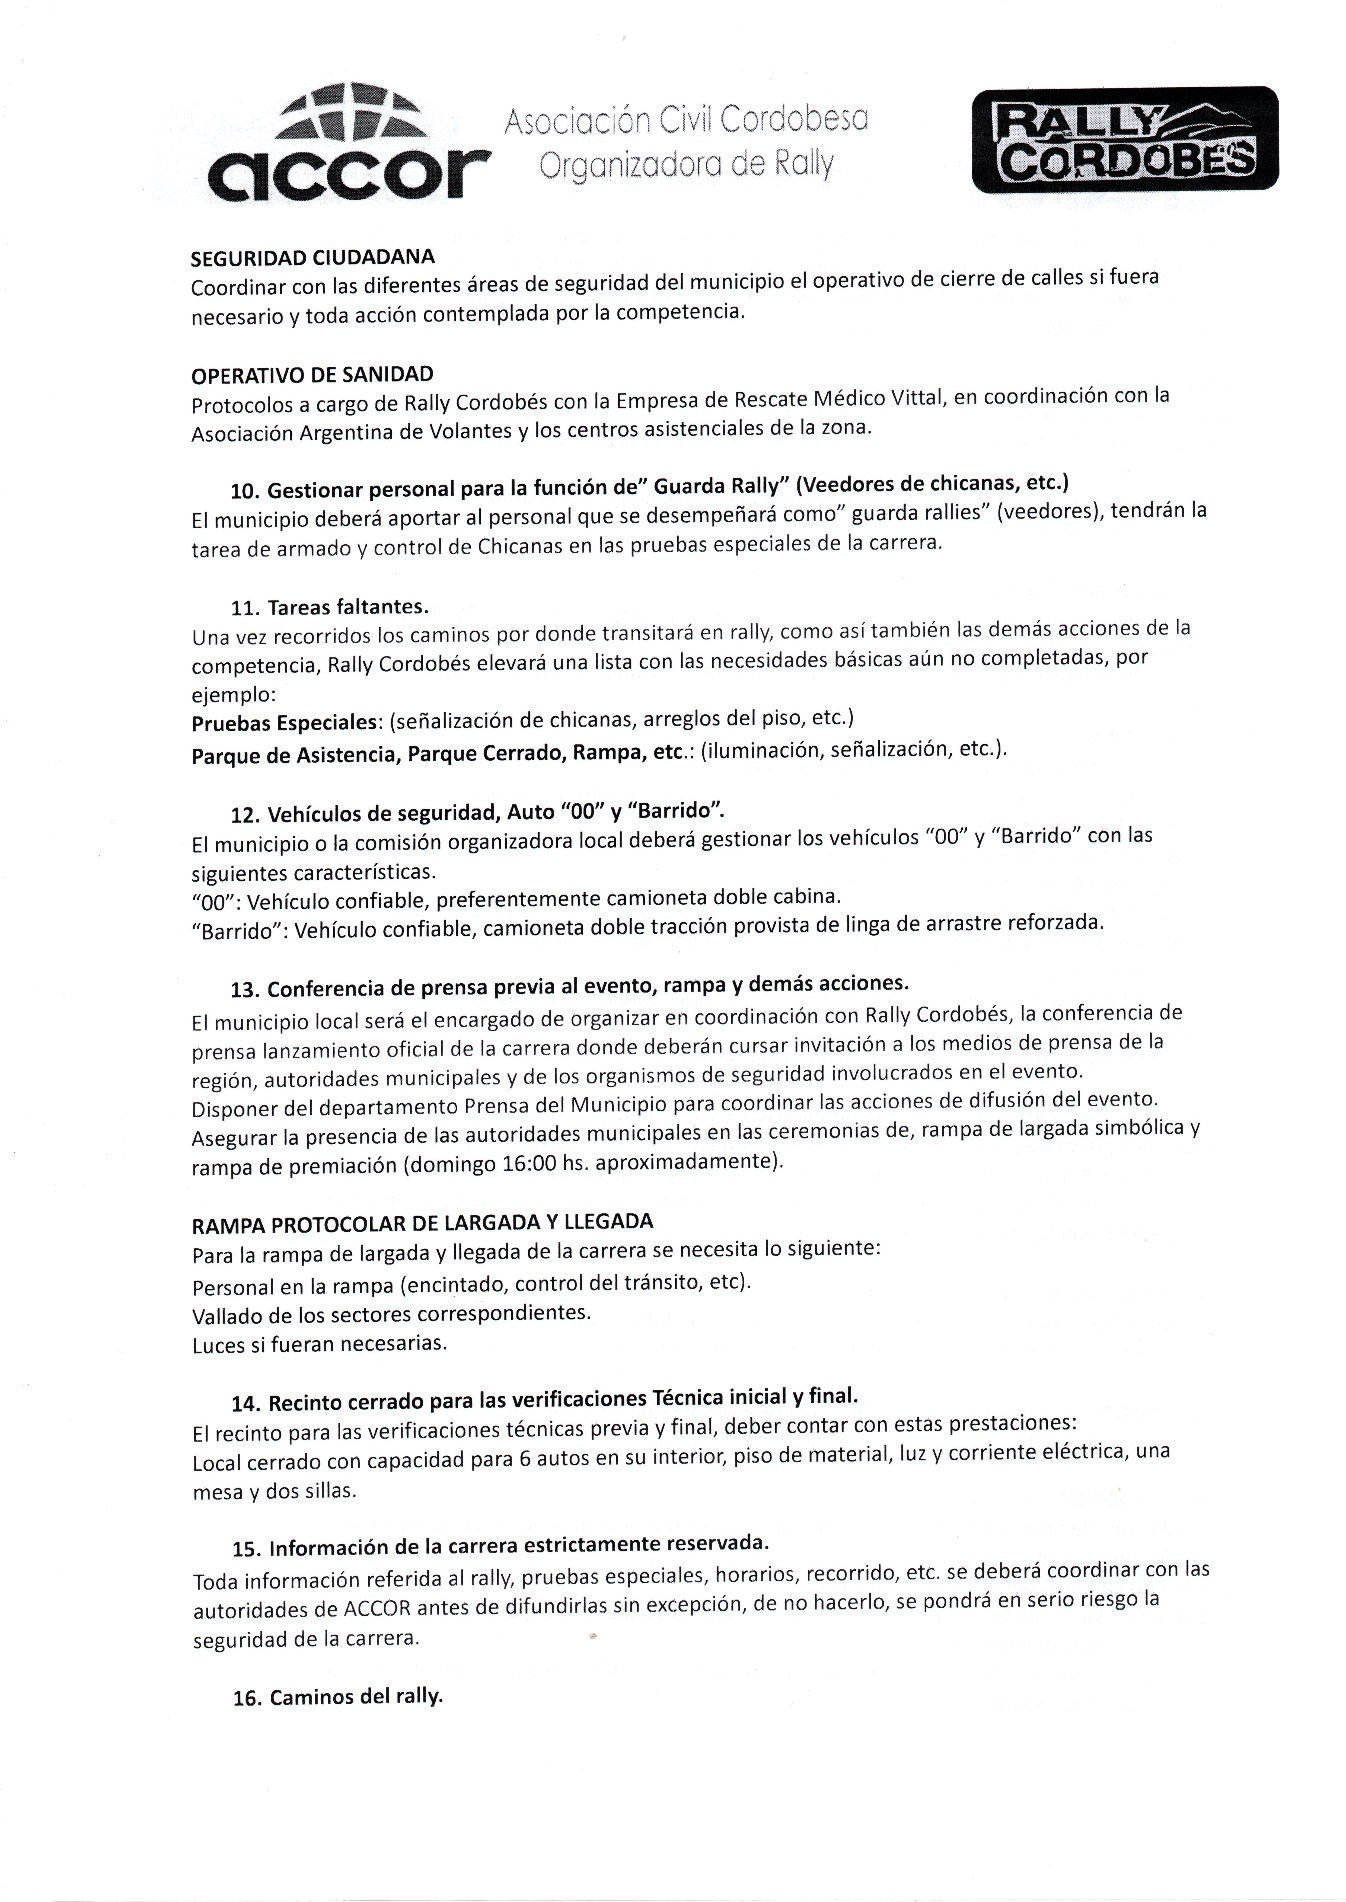 accor
Asociación Civil Cordobesa
Organizadora de Rally
RALLY
CORDOBÉS
SEGURIDAD CIUDADANA
Coordinar con las diferentes áreas de seguridad del municipio el operativo de cierre de calles si fuera
necesario y toda acción contemplada por la competencia.
OPERATIVO DE SANIDAD
Protocolos a cargo de Rally Cordobés con la Empresa de Rescate Médico Vittal, en coordinación con la
Asociación Argentina de Volantes y los centros asistenciales de la zona.
10. Gestionar personal para la función de” Guarda Rally” (Veedores de chicanas, etc.)
El municipio deberá aportar al personal que se desempeñará como” guarda rallies” (veedores), tendrán la
tarea de armado y control de Chicanas en las pruebas especiales de la carrera.
11. Tareas faltantes.
Una vez recorridos los caminos por donde transitará en rally, como así también las demás acciones de la
competencia, Rally Cordobés elevará una lista con las necesidades básicas aún no completadas, por
ejemplo:
Pruebas Especiales: (señalización de chicanas, arreglos del piso, etc.)
Parque de Asistencia, Parque Cerrado, Rampa, etc.: (iluminación, señalización, etc.).
12. Vehículos de seguridad, Auto “00” y “Barrido”.
El municipio o la comisión organizadora local deberá gestionar los vehículos “00” y “Barrido” con las
siguientes características.
“00”: Vehículo confiable, preferentemente camioneta doble cabina.
“Barrido”: Vehículo confiable, camioneta doble tracción provista de linga de arrastre reforzada.
13. Conferencia de prensa previa al evento, rampa y demás acciones.
El municipio local será el encargado de organizar en coordinación con Rally Cordobés, la conferencia de
prensa lanzamiento oficial de la carrera donde deberán cursar invitación a los medios de prensa de la
región, autoridades municipales y de los organismos de seguridad involucrados en el evento.
Disponer del departamento Prensa del Municipio para coordinar las acciones de difusión del evento.
Asegurar la presencia de las autoridades municipales en las ceremonias de, rampa de largada simbólica y
rampa de premiación (domingo 16:00 hs. aproximadamente).
RAMPA PROTOCOLAR DE LARGADA Y LLEGADA
Para la rampa de largada y llegada de la carrera se necesita lo siguiente:
Personal en la rampa (encintado, control del tránsito, etc).
Vallado de los sectores correspondientes.
Luces si fueran necesarias.
14. Recinto cerrado para las verificaciones Técnica inicial y final.
El recinto para las verificaciones técnicas previa y final, deber contar con estas prestaciones:
Local cerrado con capacidad para 6 autos en su interior, piso de material, luz y corriente eléctrica, una
mesa y dos sillas.
15. Información de la carrera estrictamente reservada.
Toda información referida al rally, pruebas especiales, horarios, recorrido, etc. se deberá coordinar con las
autoridades de ACCOR antes de difundirlas sin excepción, de no hacerlo, se pondrá en serio riesgo la
seguridad de la carrera.
16. Caminos del rally.